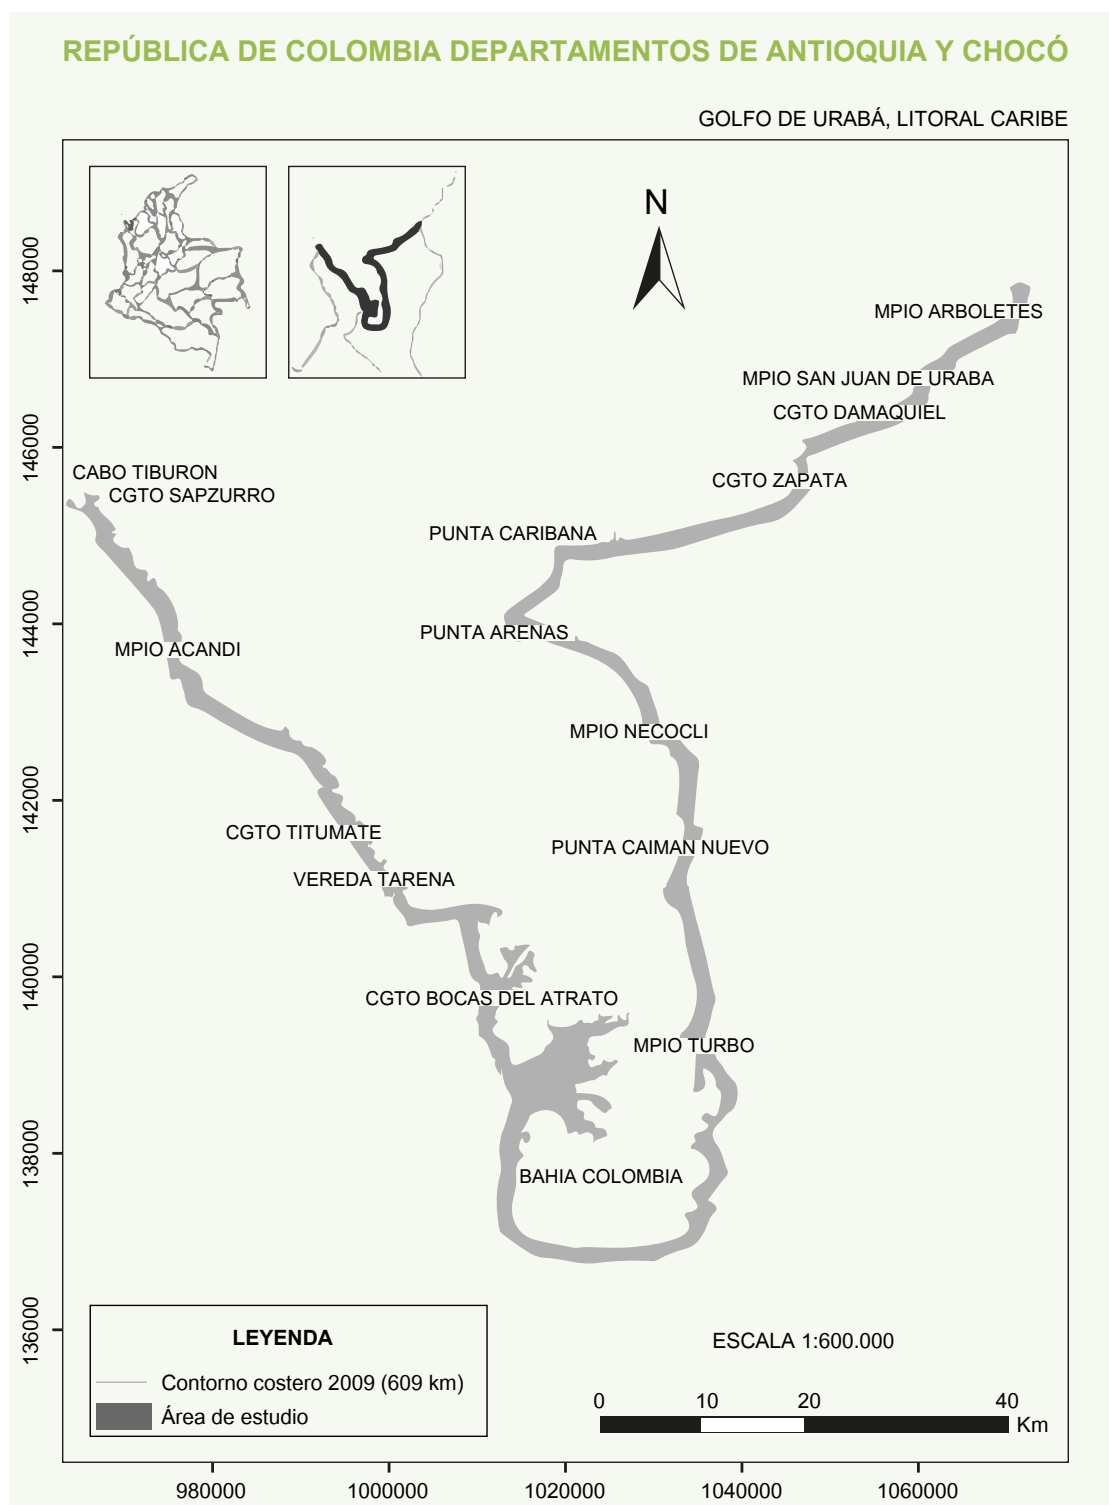 REPÚBLICA DE COLOMBIA DEPARTAMENTOS DE ANTIOQUIA Y CHOCÓ
GOLFO DE URABÁ, LITORAL CARIBE
N
148000
146000
144000
142000
140000
138000
136000
MPIO ARBOLETES
MPIO SAN JUAN DE URABA
CGTO DAMAQUIEL
CABO TIBURON
CGTO SAPZURRO
CGTO ZAPATA
PUNTA CARIBANA
PUNTA ARENAS
MPIO ACANDI
MPIO NECOCLI
CGTO TITUMATE
PUNTA CAIMAN NUEVO
VEREDA TARENA
CGTO BOCAS DEL ATRATO
MPIO TURBO
BAHIA COLOMBIA
LEYENDA
Contorno costero 2009 (609 km)
Área de estudio
ESCALA 1:600.000
0 10 20 40
Km
980000 1000000 1020000 1040000 1060000